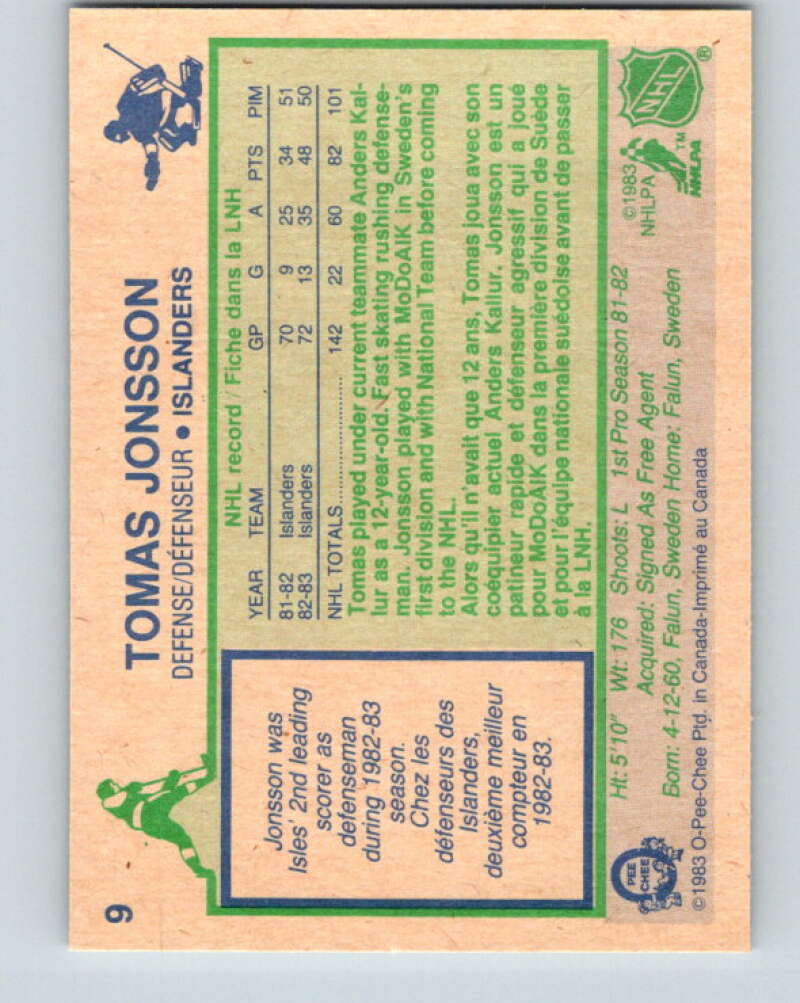 9
TOMAS JONSSON
DEFENSE/DÉFENSEUR • ISLANDERS
Jonsson was
Isles' 2nd leading
scorer as
defenseman
during 1982-83
season.
Chez les
défenseurs des
Islanders,
deuxième meilleur
compteur en
1982-83.
NHL record / Fiche dans la LNH
YEAR TEAM GP G A PTS PIM
81-82 Islanders 70 9 25 34 51
82-83 Islanders 72 13 35 48 50
NHL TOTALS.................... 142 22 60 82 101
Tomas played under current teammate Anders Kal-
lur as a 12-year-old. Fast skating rushing defense-
man. Jonsson played with MoDoAIK in Sweden's
first division and with National Team before coming
to the NHL.
Alors qu'il n'avait que 12 ans, Tomas joua avec son
coéquipier actuel Anders Kallur. Jonsson est un
patineur rapide et défenseur agressif qui a joué
pour MoDoAIK dans la première division de Suède
et pour l'équipe nationale suédoise avant de passer
à la LNH.
Ht: 5'10" Wt: 176 Shoots: L 1st Pro Season 81-82
Acquired: Signed As Free Agent
Born: 4-12-60, Falun, Sweden Home: Falun, Sweden
©1983 O-Pee-Chee Ptd. in Canada-Imprimé au Canada
O
PEE
CHEE
©1983
NHLPA
NHL ®
NHLPA ™